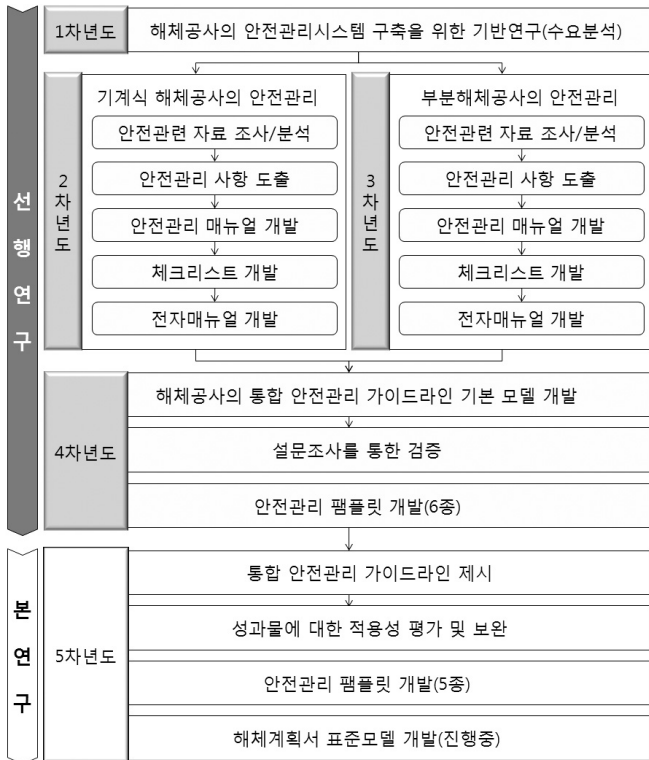 선행연구
1차년도
해체공사의 안전관리시스템 구축을 위한 기반연구(수요분석)
2차년도
기계식 해체공사의 안전관리
안전관련 자료 조사/분석
안전관리 사항 도출
안전관리 매뉴얼 개발
체크리스트 개발
전자매뉴얼 개발
3차년도
부분해체공사의 안전관리
안전관련 자료 조사/분석
안전관리 사항 도출
안전관리 매뉴얼 개발
체크리스트 개발
전자매뉴얼 개발
4차년도
해체공사의 통합 안전관리 가이드라인 기본 모델 개발
설문조사를 통한 검증
안전관리 팸플릿 개발(6종)
본연구
5차년도
통합 안전관리 가이드라인 제시
성과물에 대한 적용성 평가 및 보완
안전관리 팸플릿 개발(5종)
해체계획서 표준모델 개발(진행중)